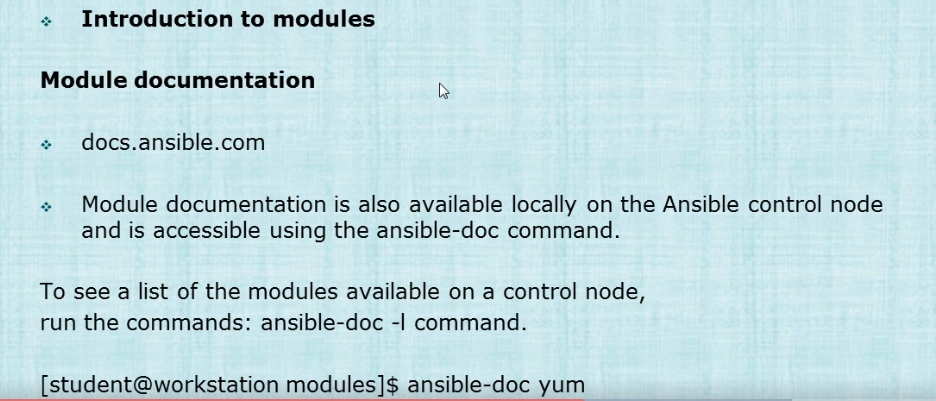 Introduction to modules
Module documentation
docs.ansible.com
Module documentation is also available locally on the Ansible control node
and is accessible using the ansible-doc command.
To see a list of the modules available on a control node,
run the commands: ansible-doc -l command.
[student@workstation modules]$ ansible-doc yum